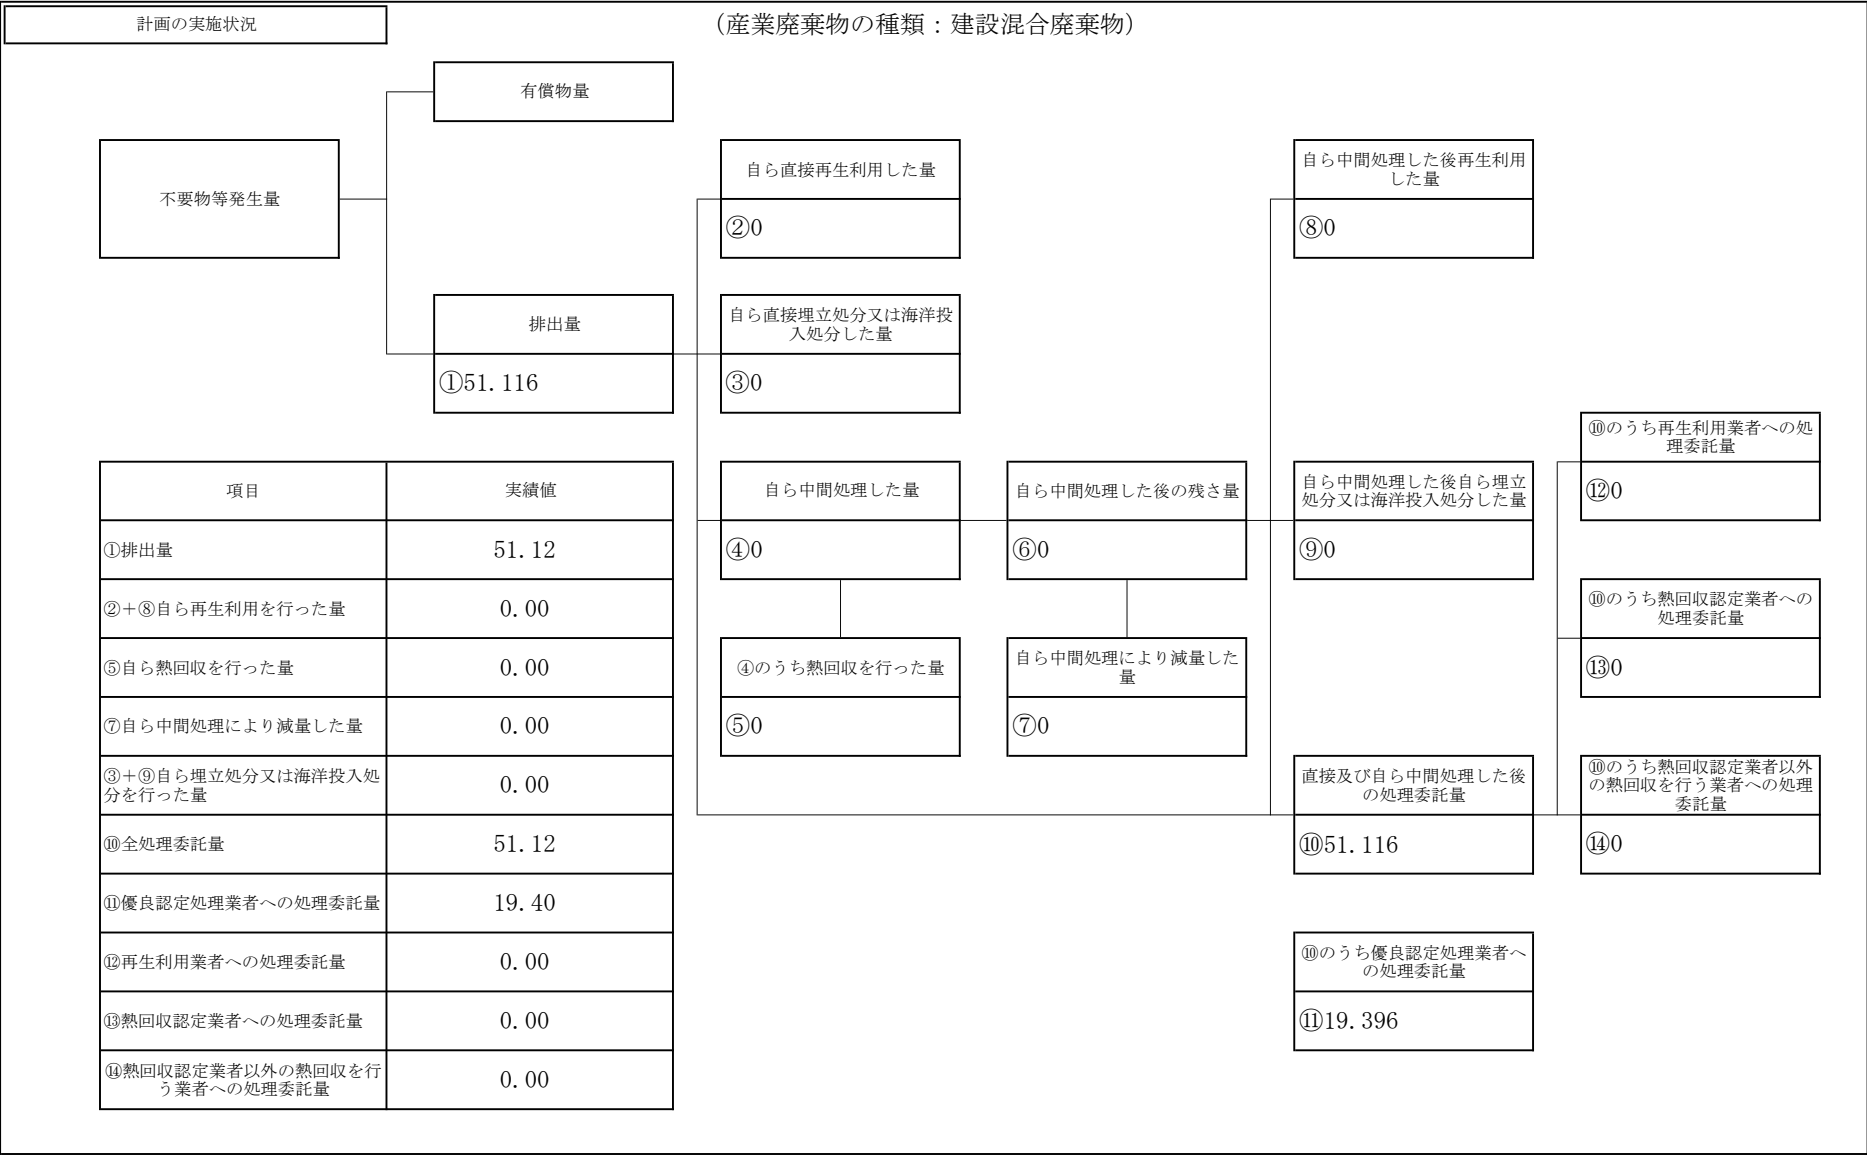 計画の実施状況
(産業廃棄物の種類：建設混合廃棄物)
有償物量
不要物等発生量
自ら直接再生利用した量
②0
自ら中間処理した後再生利用
した量
⑧0
排出量
①51.116
自ら直接埋立処分又は海洋投
入処分した量
③0
項目 実績値
①排出量 51.12
②＋⑧自ら再生利用を行った量 0.00
⑤自ら熱回収を行った量 0.00
⑦自ら中間処理により減量した量 0.00
③＋⑨自ら埋立処分又は海洋投入処
分を行った量 0.00
⑩全処理委託量 51.12
⑪優良認定処理業者への処理委託量 19.40
⑫再生利用業者への処理委託量 0.00
⑬熱回収認定業者への処理委託量 0.00
⑭熱回収認定業者以外の熱回収を行
う業者への処理委託量 0.00
自ら中間処理した量
④0
④のうち熱回収を行った量
⑤0
自ら中間処理した後の残さ量
⑥0
自ら中間処理により減量した
量
⑦0
自ら中間処理した後自ら埋立
処分又は海洋投入処分した量
⑨0
直接及び自ら中間処理した後
の処理委託量
⑩51.116
⑩のうち優良認定処理業者へ
の処理委託量
⑪19.396
⑩のうち再生利用業者への処
理委託量
⑫0
⑩のうち熱回収認定業者への
処理委託量
⑬0
⑩のうち熱回収認定業者以外
の熱回収を行う業者への処理
委託量
⑭0